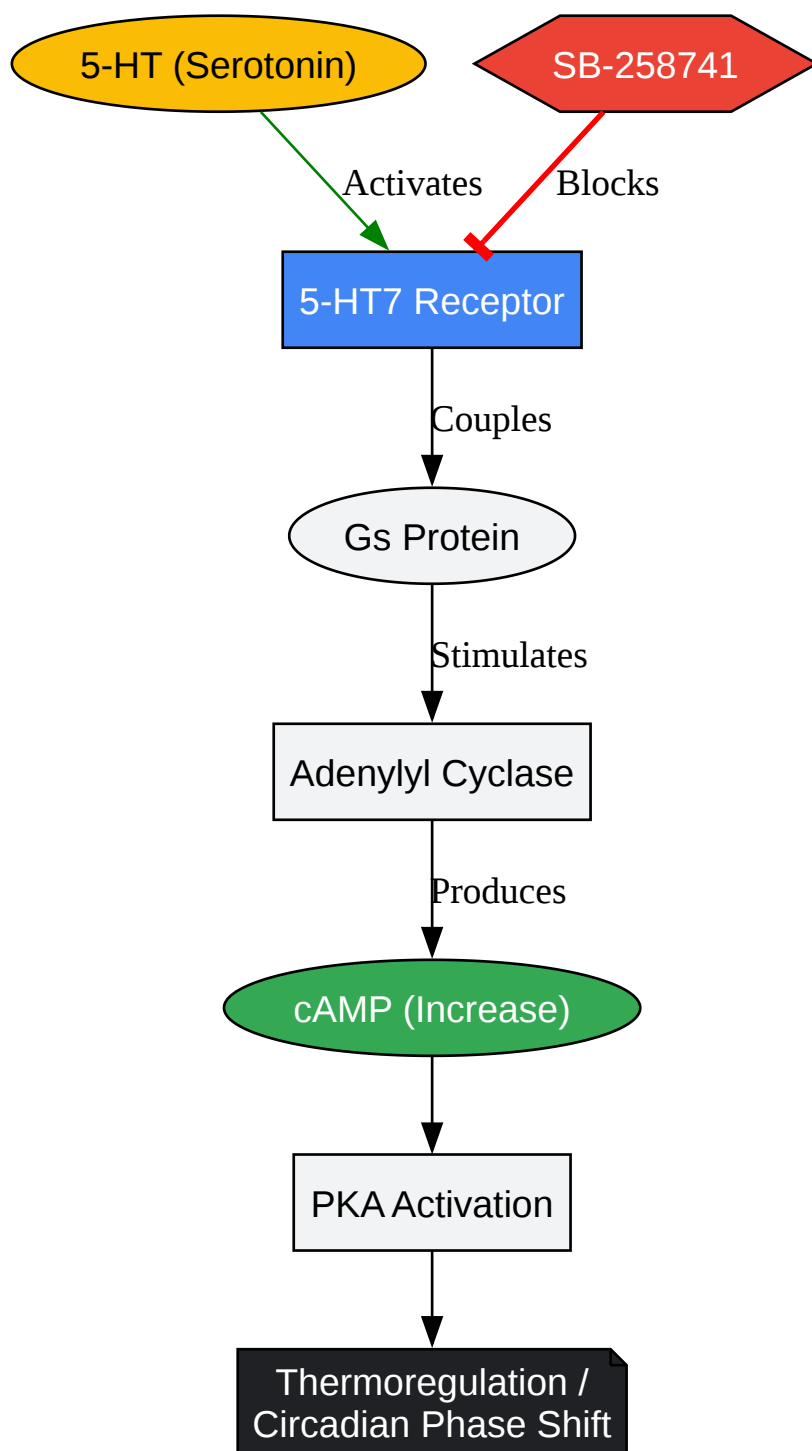 5-HT (Serotonin)
SB-258741
Activates
Blocks
5-HT7 Receptor
Couples
Gs Protein
Stimulates
Adenylyl Cyclase
Produces
cAMP (Increase)
PKA Activation
Thermoregulation /
Circadian Phase Shift